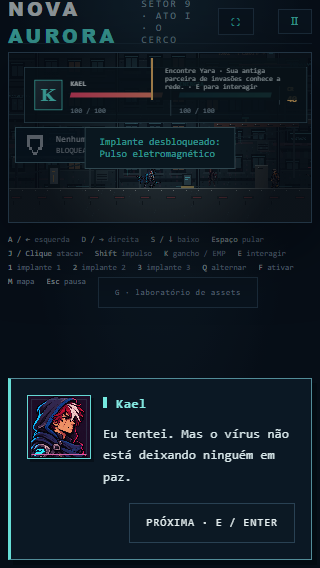 NOVA
AURORA
SETOR 9
· ATO I
· O
CERCO
II
K
KAEL
100 / 100
Encontre Yara · Sua antiga
parceira de invasões conhece a
rede. · E para interagir
100 / 100
Nenhum
BLOQUEA
Implante desbloqueado:
Pulso eletromagnético
A / ← esquerda D / → direita S / ↓ baixo Espaço pular
J / Clique atacar Shift impulso K gancho / EMP E interagir
1 implante 1 2 implante 2 3 implante 3 Q alternar F ativar
M mapa Esc pausa
G · laboratório de assets
Kael
Eu tentei. Mas o vírus não
está deixando ninguém em
paz.
PRÓXIMA · E / ENTER